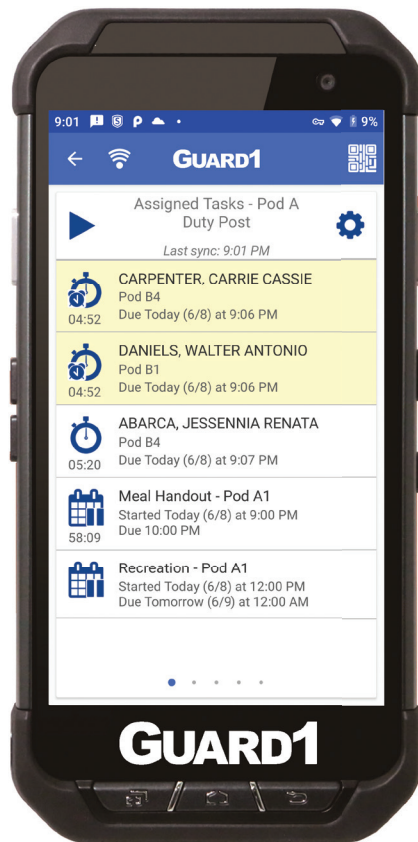 9:01 9%
GUARD1
Assigned Tasks - Pod A
Duty Post
Last sync: 9:01 PM
CARPENTER, CARRIE CASSIE
Pod B4
04:52 Due Today (6/8) at 9:06 PM
DANIELS, WALTER ANTONIO
Pod B1
04:52 Due Today (6/8) at 9:06 PM
ABARCA, JESSENNIA RENATA
Pod B4
05:20 Due Today (6/8) at 9:07 PM
Meal Handout - Pod A1
Started Today (6/8) at 9:00 PM
58:09 Due 10:00 PM
Recreation - Pod A1
Started Today (6/8) at 12:00 PM
Due Tomorrow (6/9) at 12:00 AM
GUARD1